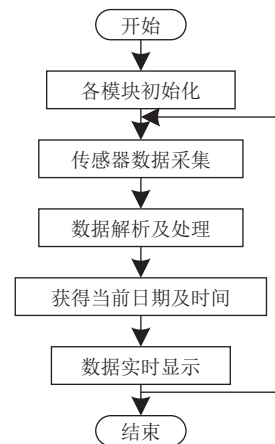 开始
各模块初始化
传感器数据采集
数据解析及处理
获得当前日期及时间
数据实时显示
结束